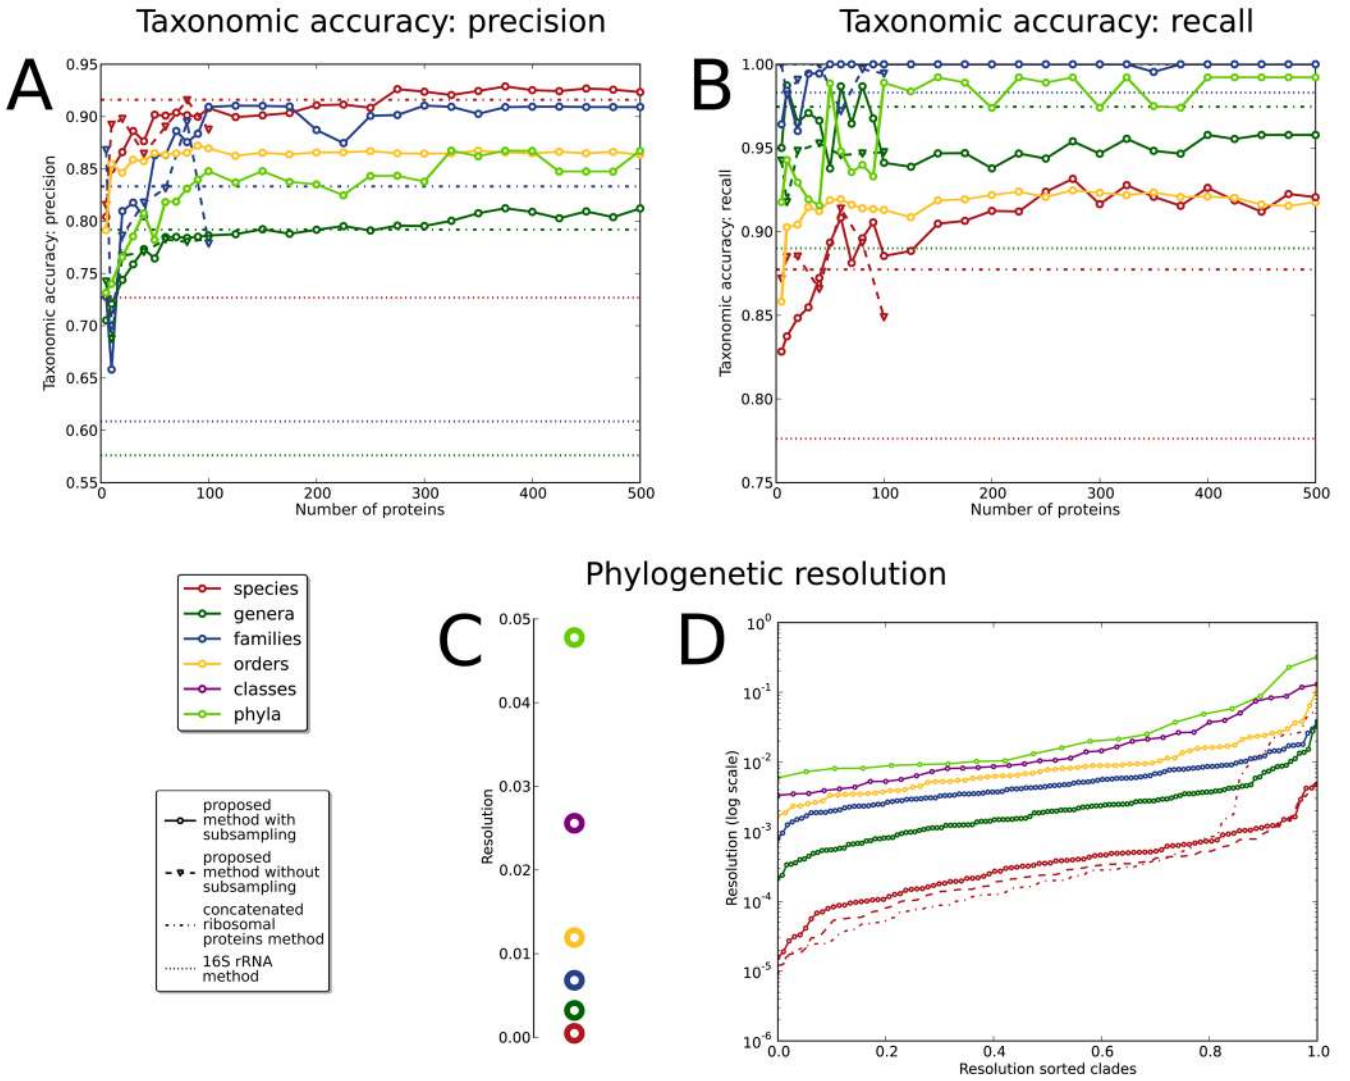 Taxonomic accuracy: precision
Taxonomic accuracy: recall
A
0.95
0.90
0.85
0.80
0.75
0.70
0.65
0.60
0.55
Taxonomic accuracy: precision
0 100 200 300 400 500
Number of proteins
B
1.00
0.95
0.90
0.85
0.80
0.75
Taxonomic accuracy: recall
0 100 200 300 400 500
Number of proteins
species
genera
families
orders
classes
phyla
proposed
method with
subsampling
proposed
method without
subsampling
concatenated
ribosomal
proteins method
16S rRNA
method
Phylogenetic resolution
C
0.05
0.04
0.03
0.02
0.01
0.00
Resolution
D
10^0
10^-1
10^-2
10^-3
10^-4
10^-5
10^-6
Resolution (log scale)
0.0 0.2 0.4 0.6 0.8 1.0
Resolution sorted clades